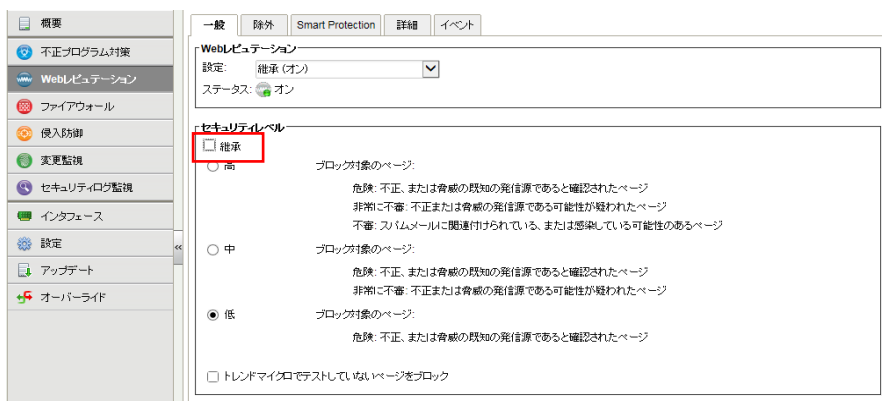 概要
不正プログラム対策
Webレピュテーション
ファイアウォール
侵入防御
変更監視
セキュリティログ監視
インタフェース
設定
アップデート
オーバーライド
«
一般 除外 Smart Protection 詳細 イベント
Webレピュテーション
設定: 継承 (オン)
ステータス: オン
セキュリティレベル
継承
高 ブロック対象のページ:
危険: 不正、または脅威の既知の発信源であると確認されたページ
非常に不審: 不正または脅威の発信源である可能性が疑われたページ
不審: スパムメールに関連付けられている、または感染している可能性のあるページ
中 ブロック対象のページ:
危険: 不正、または脅威の既知の発信源であると確認されたページ
非常に不審: 不正または脅威の発信源である可能性が疑われたページ
低 ブロック対象のページ:
危険: 不正、または脅威の既知の発信源であると確認されたページ
トレンドマイクロでテストしていないページをブロック